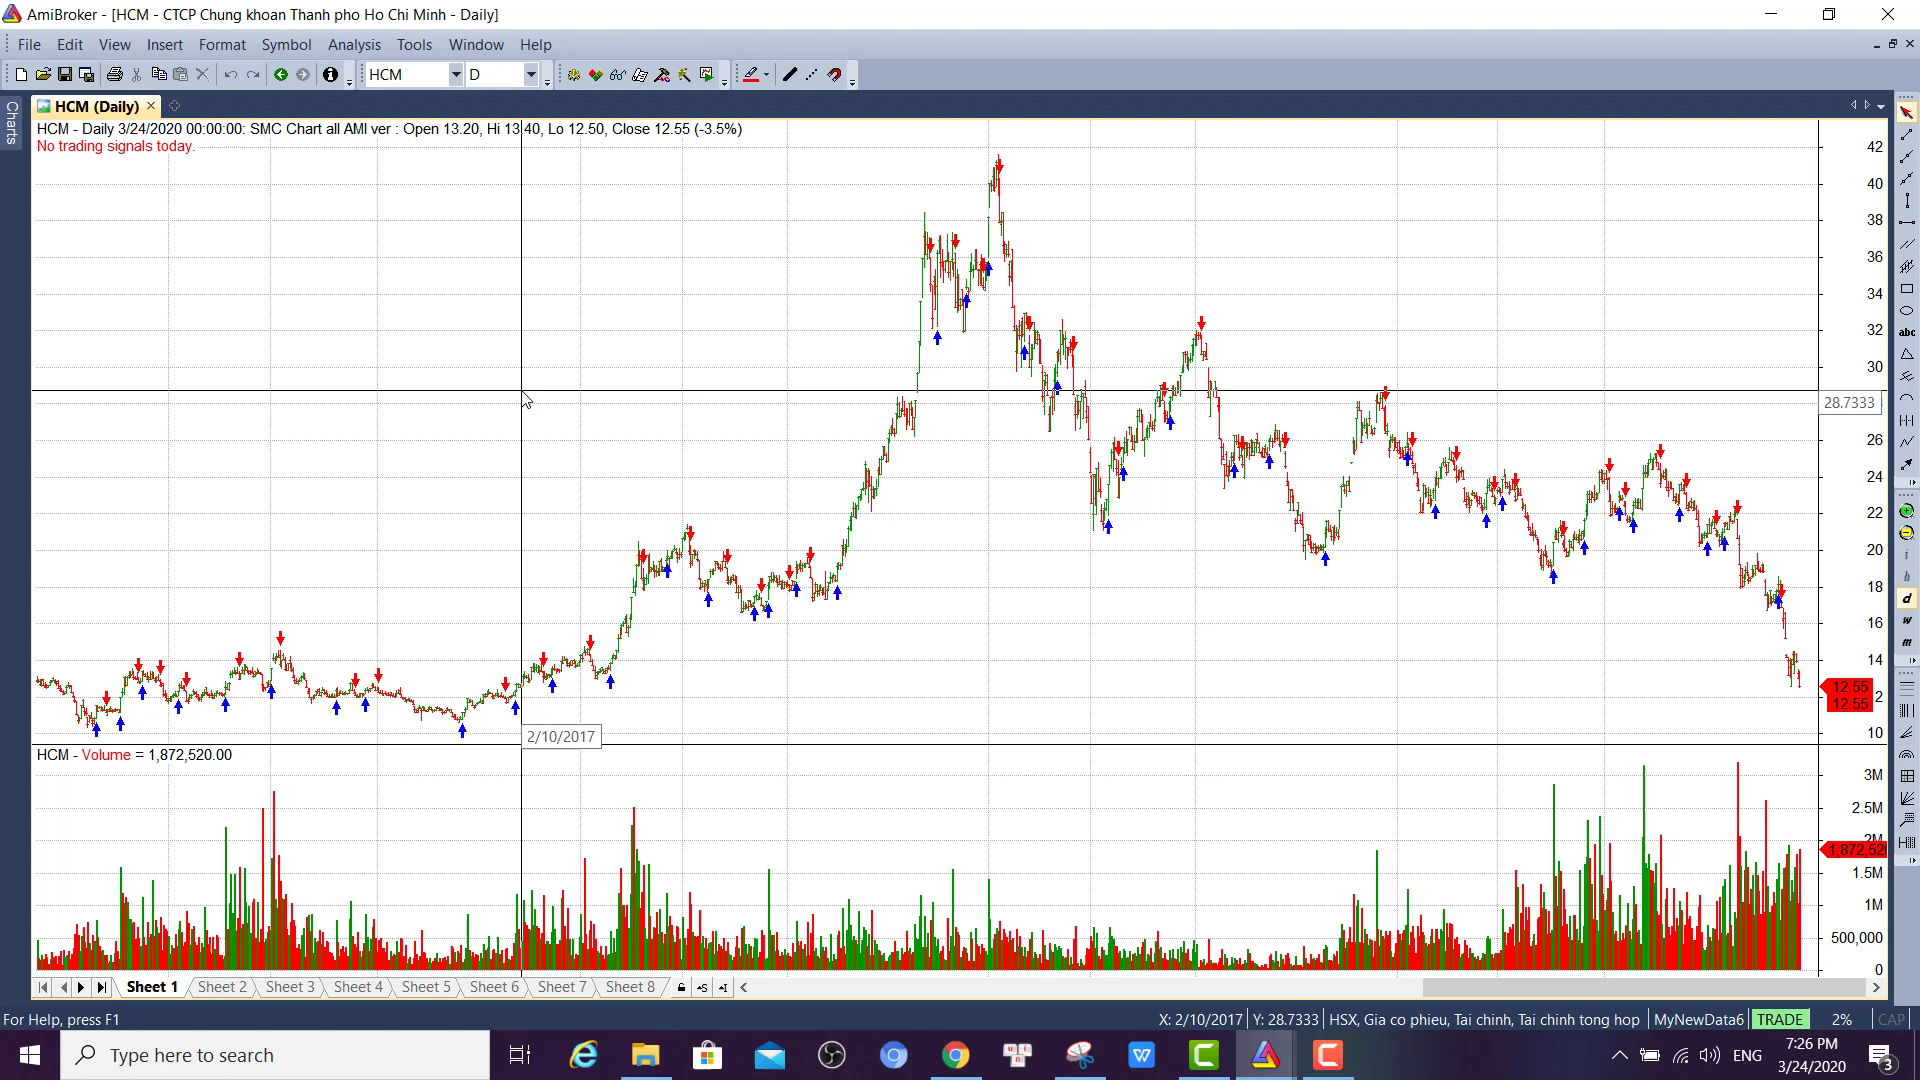 AmiBroker - [HCM - CTCP Chung khoan Thanh pho Ho Chi Minh - Daily]
File Edit View Insert Format Symbol Analysis Tools Window Help
HCM D
Charts
HCM (Daily)
HCM - Daily 3/24/2020 00:00:00: SMC Chart all AMI ver : Open 13.20, Hi 13.40, Lo 12.50, Close 12.55 (-3.5%)
No trading signals today.
42
40
38
36
34
32
30
28.7333
26
24
22
20
18
16
14
12.55
12.55
2
10
2/10/2017
HCM - Volume = 1,872,520.00
3M
2.5M
2M
1,872,52
1.5M
1M
500,000
0
abc
i
h
d
w
m
Sheet 1 Sheet 2 Sheet 3 Sheet 4 Sheet 5 Sheet 6 Sheet 7 Sheet 8
For Help, press F1
X: 2/10/2017 Y: 28.7333 HSX, Gia co phieu, Tai chinh, Tai chinh tong hop MyNewData6 TRADE 2% CAP
Type here to search
ENG
7:26 PM
3/24/2020
3